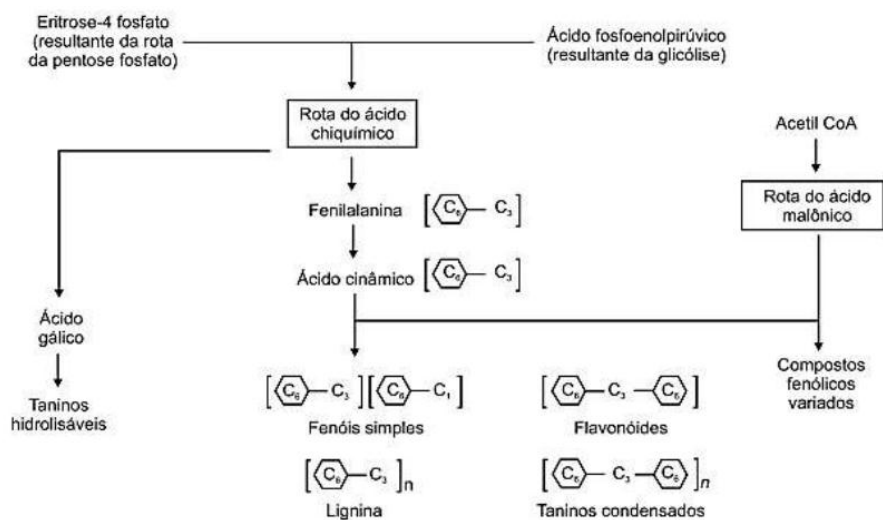 Eritrose-4 fosfato
(resultante da rota
da pentose fosfato)
Ácido fosfoenolpirúvico
(resultante da glicólise)
Rota do ácido
chiquímico
Acetil CoA
Rota do ácido
malônico
Fenilalanina [C₆ — C₃]
Ácido cinâmico [C₆ — C₃]
Ácido
gálico
Taninos
hidrolisáveis
[C₆ — C₃] [C₆ — C₁]
Fenóis simples
[C₆ — C₃ — C₆]
Flavonóides
Compostos
fenólicos
variados
[C₆ — C₃]n
Lignina
[C₆ — C₃ — C₆]n
Taninos condensados